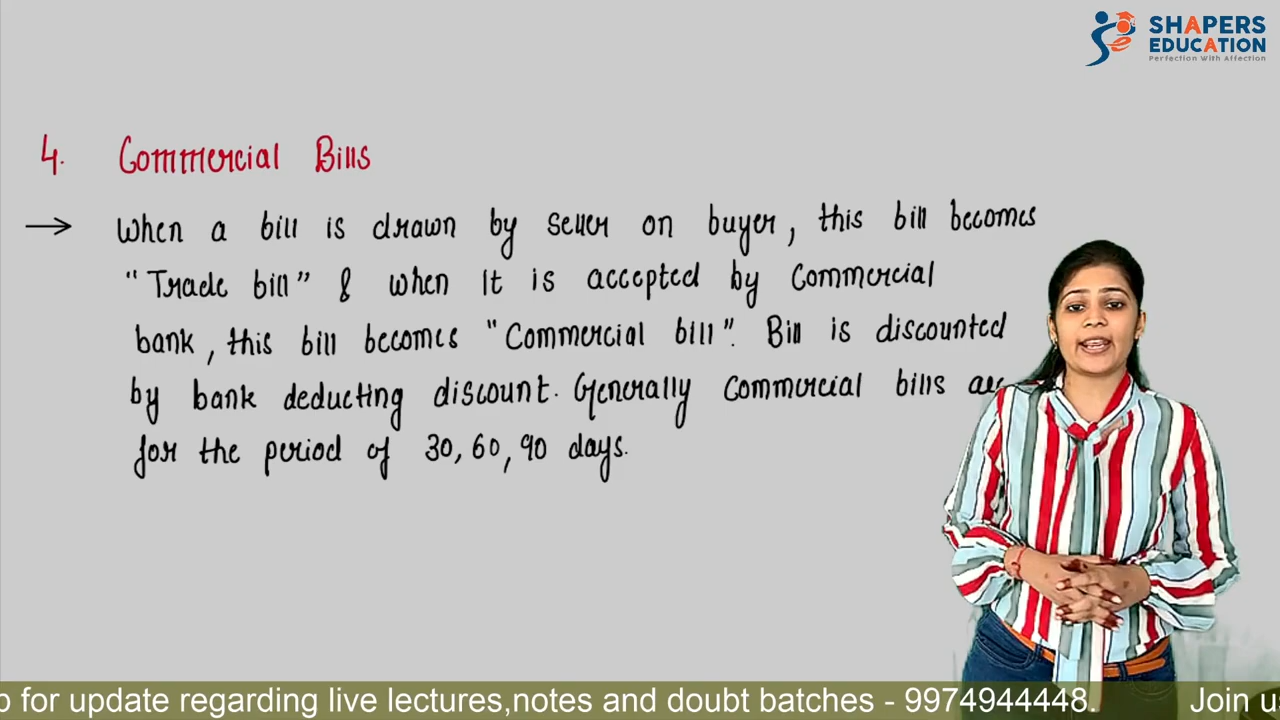 SHAPERS
EDUCATION
Perfection With Affection
4. Commercial Bills
→ When a bill is drawn by seller on buyer, this bill becomes
"Trade bill" & when It is accepted by Commercial
bank, this bill becomes "Commercial bill". Bill is discounted
by bank deducting discount. Generally Commercial bills are
for the period of 30, 60, 90 days.
for update regarding live lectures,notes and doubt batches - 9974944448. Join